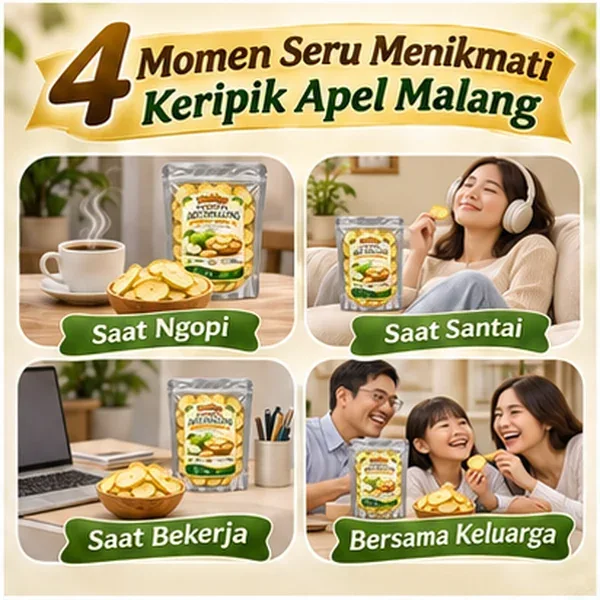 4 Momen Seru Menikmati
Keripik Apel Malang
Saat Ngopi
Saat Santai
Saat Bekerja
Bersama Keluarga